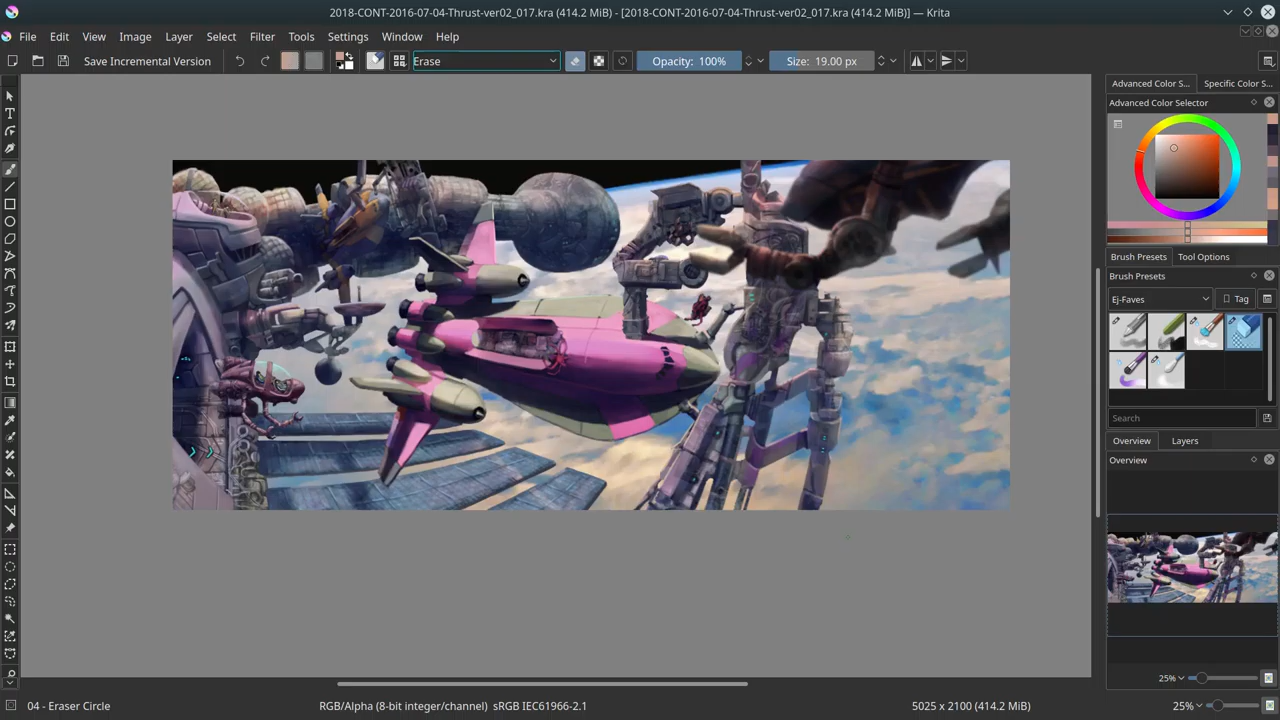 2018-CONT-2016-07-04-Thrust-ver02_017.kra (414.2 MiB) - [2018-CONT-2016-07-04-Thrust-ver02_017.kra (414.2 MiB)] — Krita
File Edit View Image Layer Select Filter Tools Settings Window Help
Save Incremental Version Erase Opacity: 100% Size: 19.00 px
Advanced Color S... Specific Color S...
Advanced Color Selector
Brush Presets Tool Options
Brush Presets
Ej-Faves Tag
Search
Overview Layers
Overview
25%
04 - Eraser Circle RGB/Alpha (8-bit integer/channel) sRGB IEC61966-2.1 5025 x 2100 (414.2 MiB) 25%